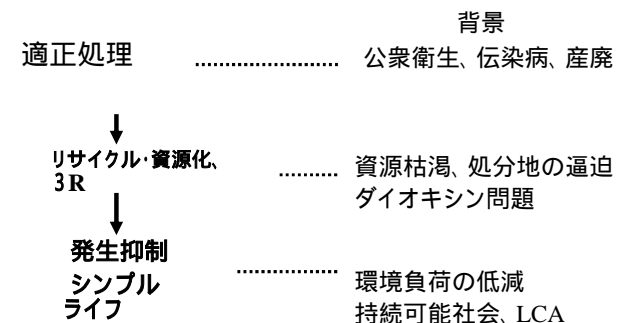 背景
適正処理 ........................ 公衆衛生、伝染病、産廃
リサイクル・資源化、
3R
.......... 資源枯渇、処分地の逼迫
ダイオキシン問題
発生抑制
シンプル
ライフ
................. 環境負荷の低減
持続可能社会、LCA